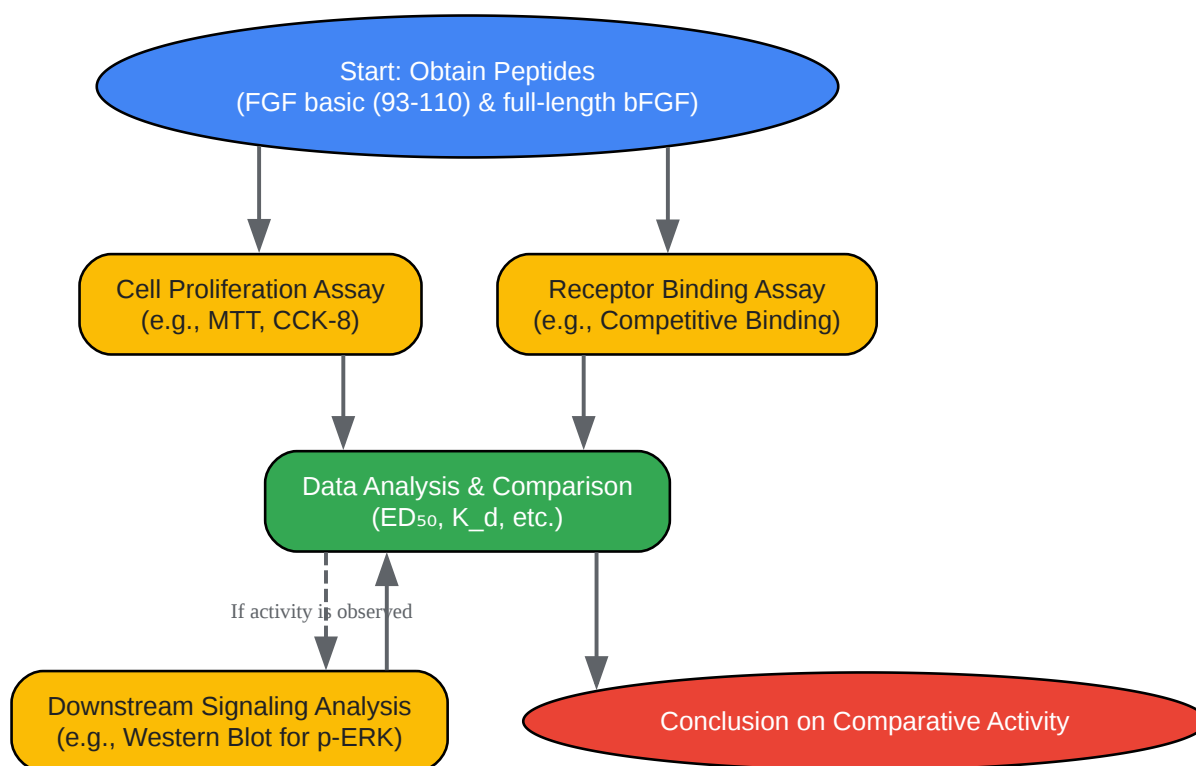 Start: Obtain Peptides
(FGF basic (93-110) & full-length bFGF)
Cell Proliferation Assay
(e.g., MTT, CCK-8)
Receptor Binding Assay
(e.g., Competitive Binding)
Data Analysis & Comparison
(ED₅₀, K_d, etc.)
If activity is observed
Downstream Signaling Analysis
(e.g., Western Blot for p-ERK)
Conclusion on Comparative Activity